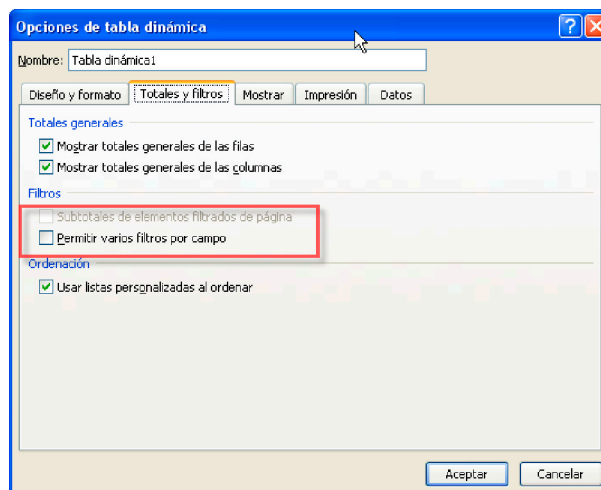 Opciones de tabla dinámica
Nombre: Tabla dinámica1
Diseño y formato Totales y filtros Mostrar Impresión Datos
Totales generales
Mostrar totales generales de las filas
Mostrar totales generales de las columnas
Filtros
Subtotales de elementos filtrados de página
Permitir varios filtros por campo
Ordenación
Usar listas personalizadas al ordenar
Aceptar Cancelar